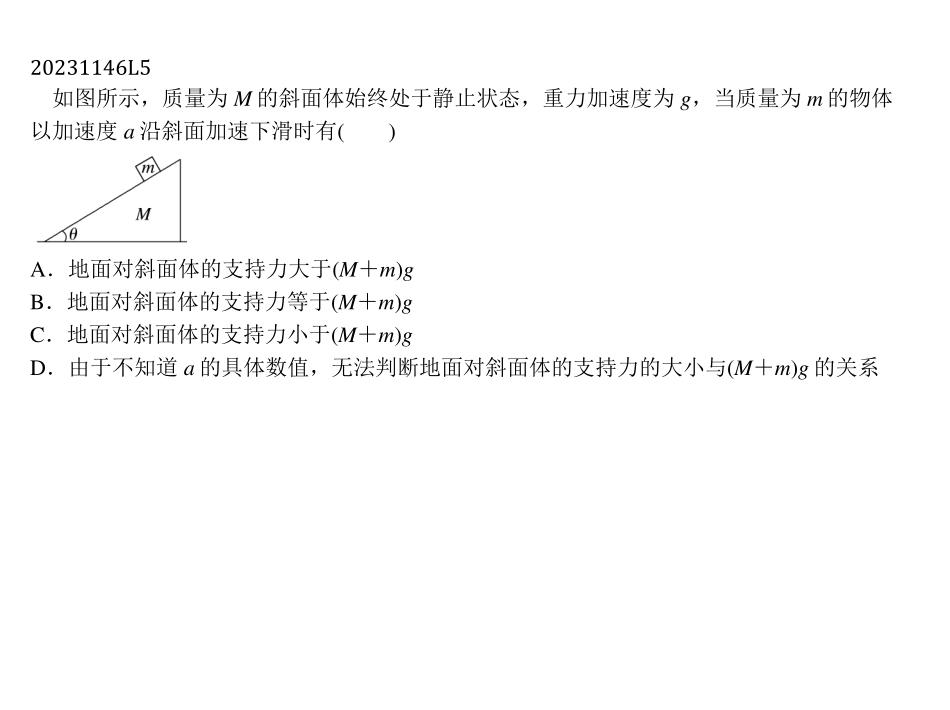 20231146L5
如图所示，质量为 M 的斜面体始终处于静止状态，重力加速度为 g，当质量为 m 的物体
以加速度 a 沿斜面加速下滑时有(　　)
m
M
θ
A．地面对斜面体的支持力大于(M＋m)g
B．地面对斜面体的支持力等于(M＋m)g
C．地面对斜面体的支持力小于(M＋m)g
D．由于不知道 a 的具体数值，无法判断地面对斜面体的支持力的大小与(M＋m)g 的关系